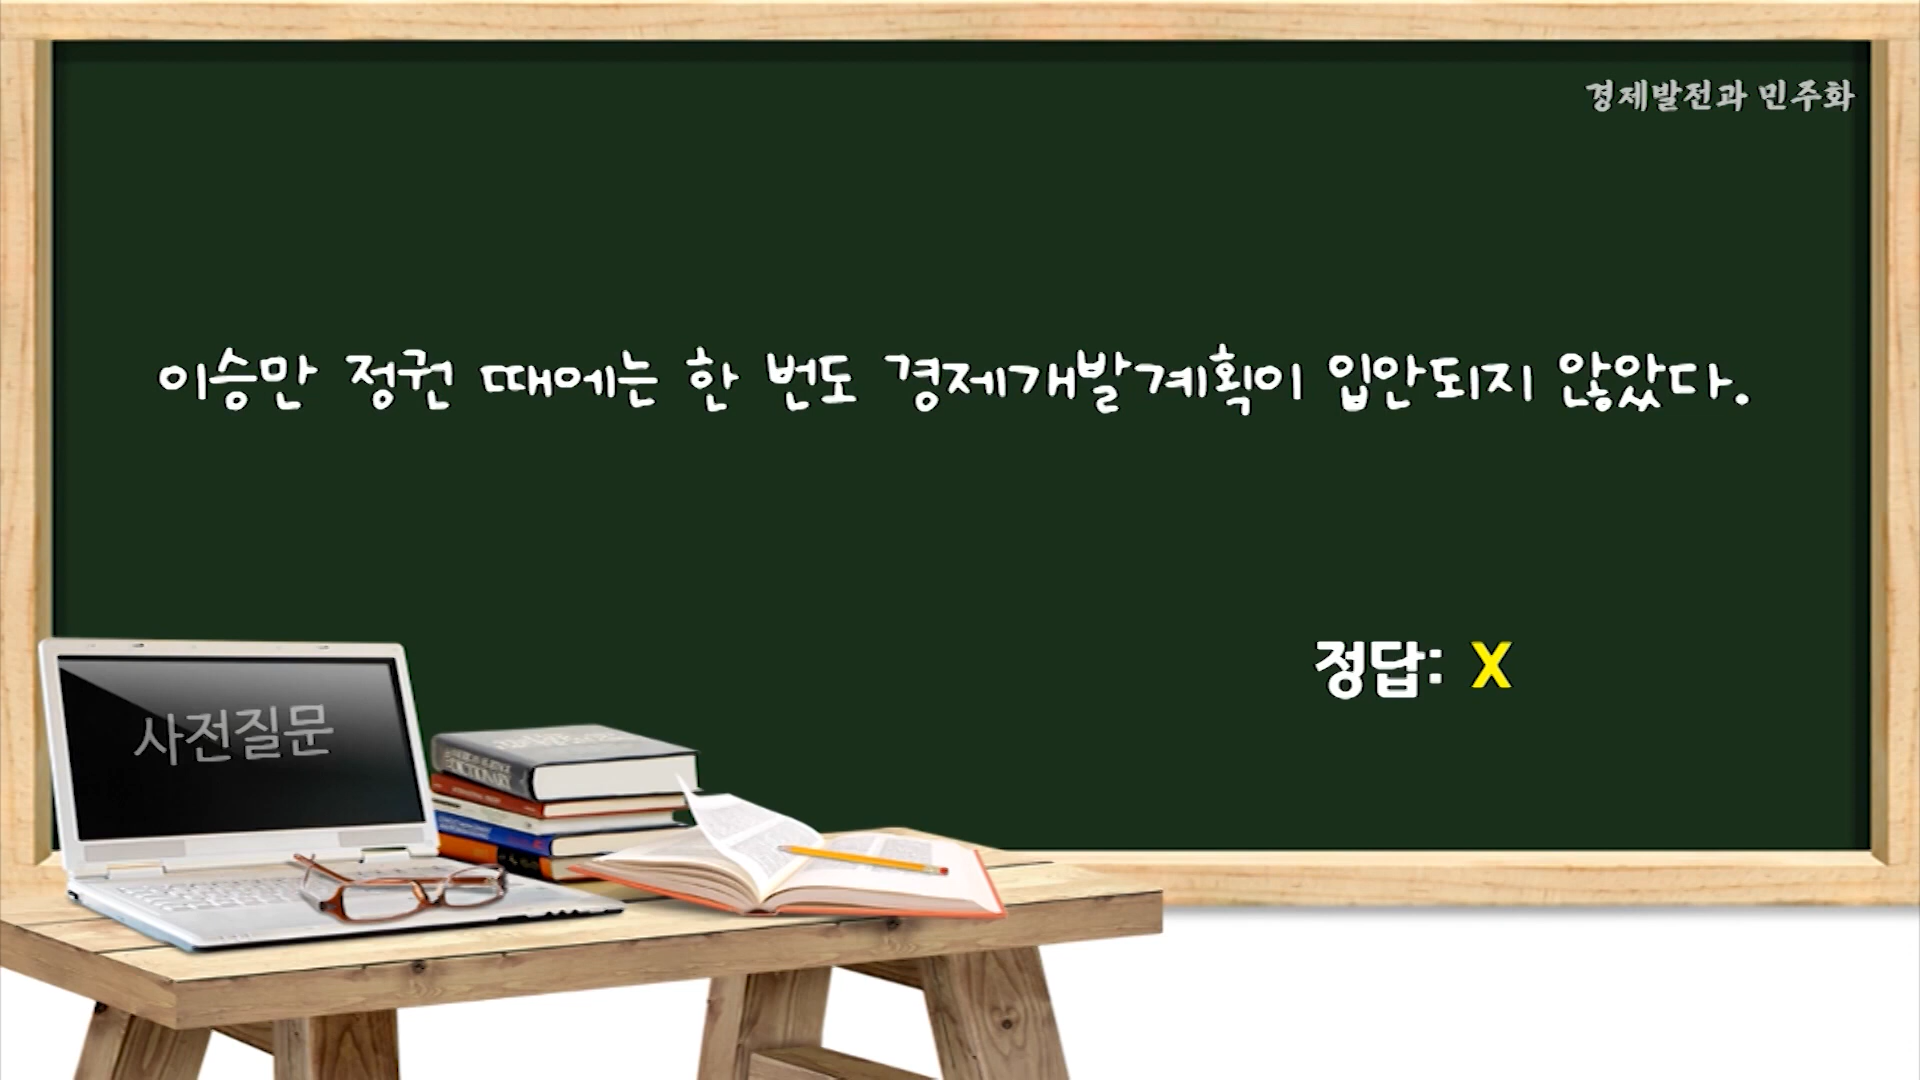 경제발전과 민주화
이승만 정권 때에는 한 번도 경제개발계획이 입안되지 않았다.
정답: X
사전질문